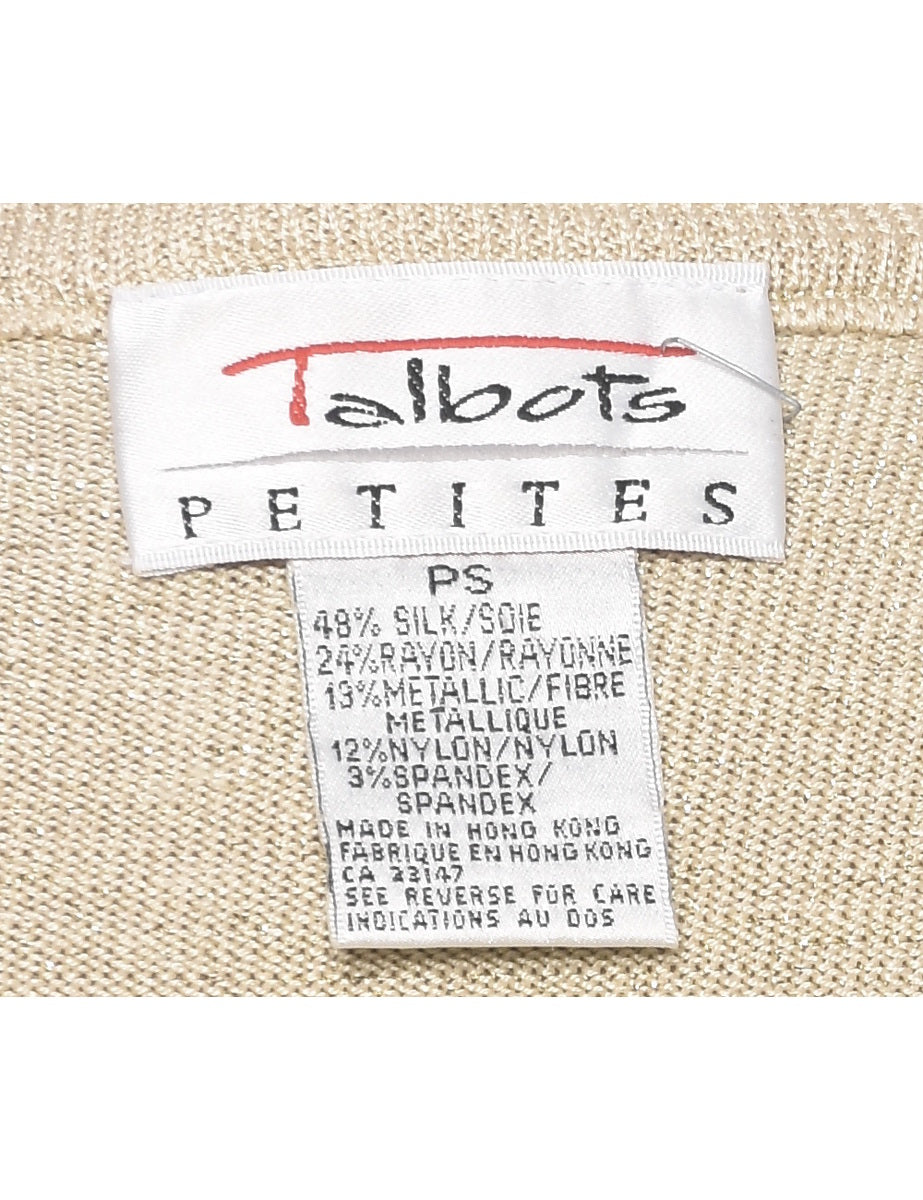 Talbots
PETITES
PS
48% SILK/SOIE
24%RAYON/RAYONNE
13%METALLIC/FIBRE
METALLIQUE
12%NYLON/NYLON
3%SPANDEX/
SPANDEX
MADE IN HONG KONG
FABRIQUE EN HONG KONG
CA 33147
SEE REVERSE FOR CARE
INDICATIONS AU DOS